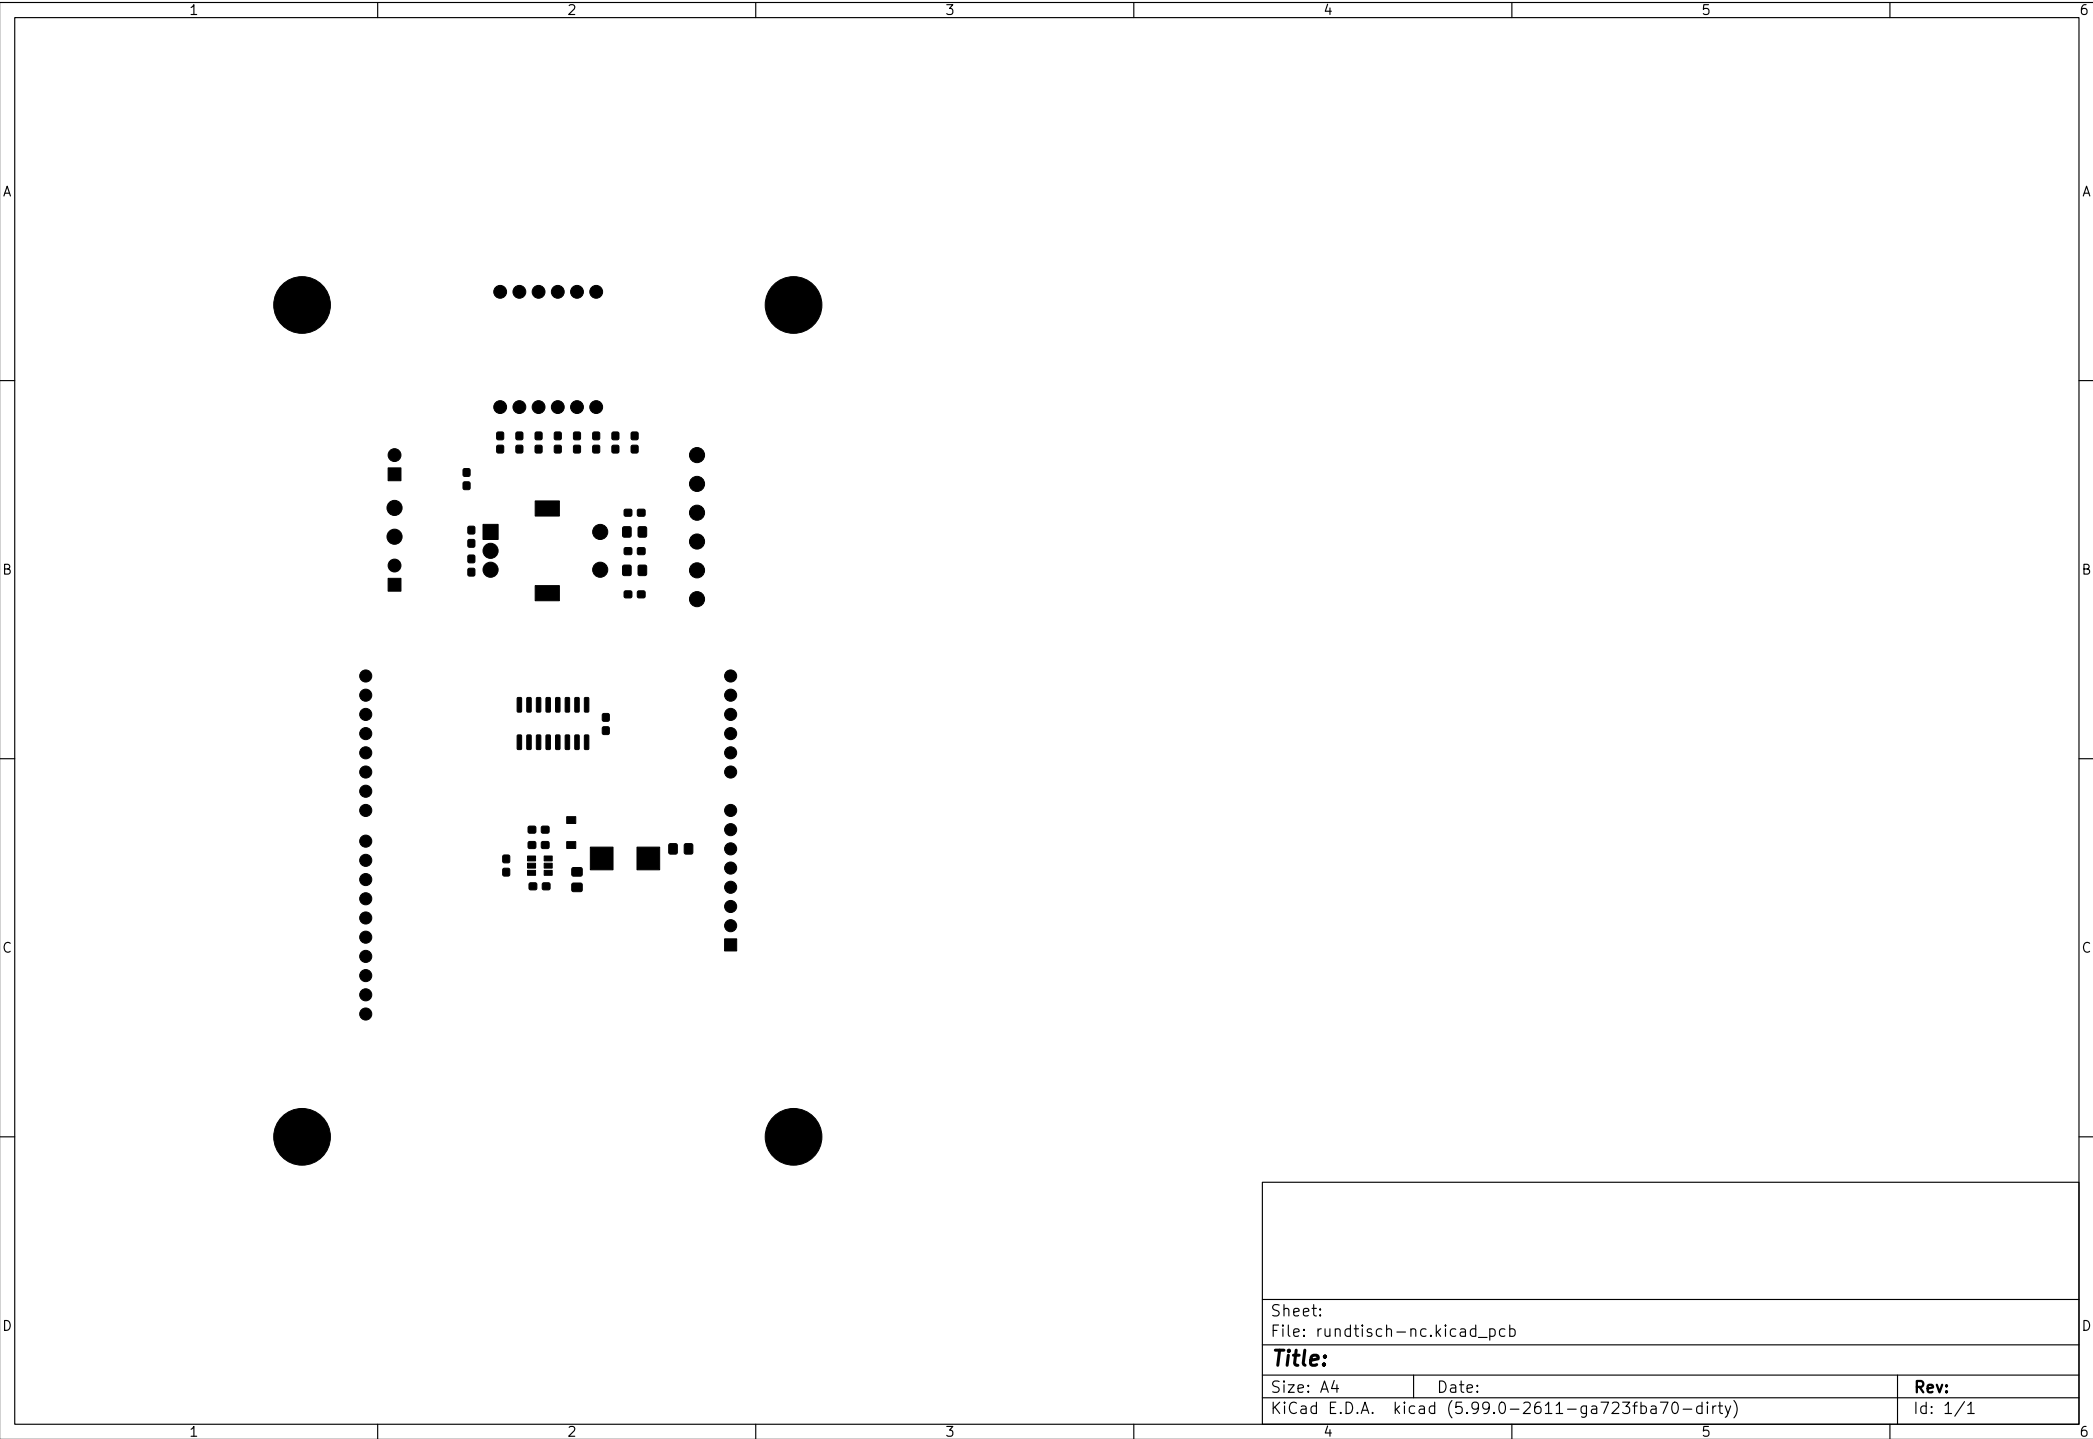 1 2 3 4 5 6
A A
B B
C C
Sheet:
File: rundtisch-nc.kicad_pcb
D D
Title:
Size: A4 Date: Rev:
KiCad E.D.A. kicad (5.99.0-2611-ga723fba70-dirty) Id: 1/1
1 2 3 4 5 6